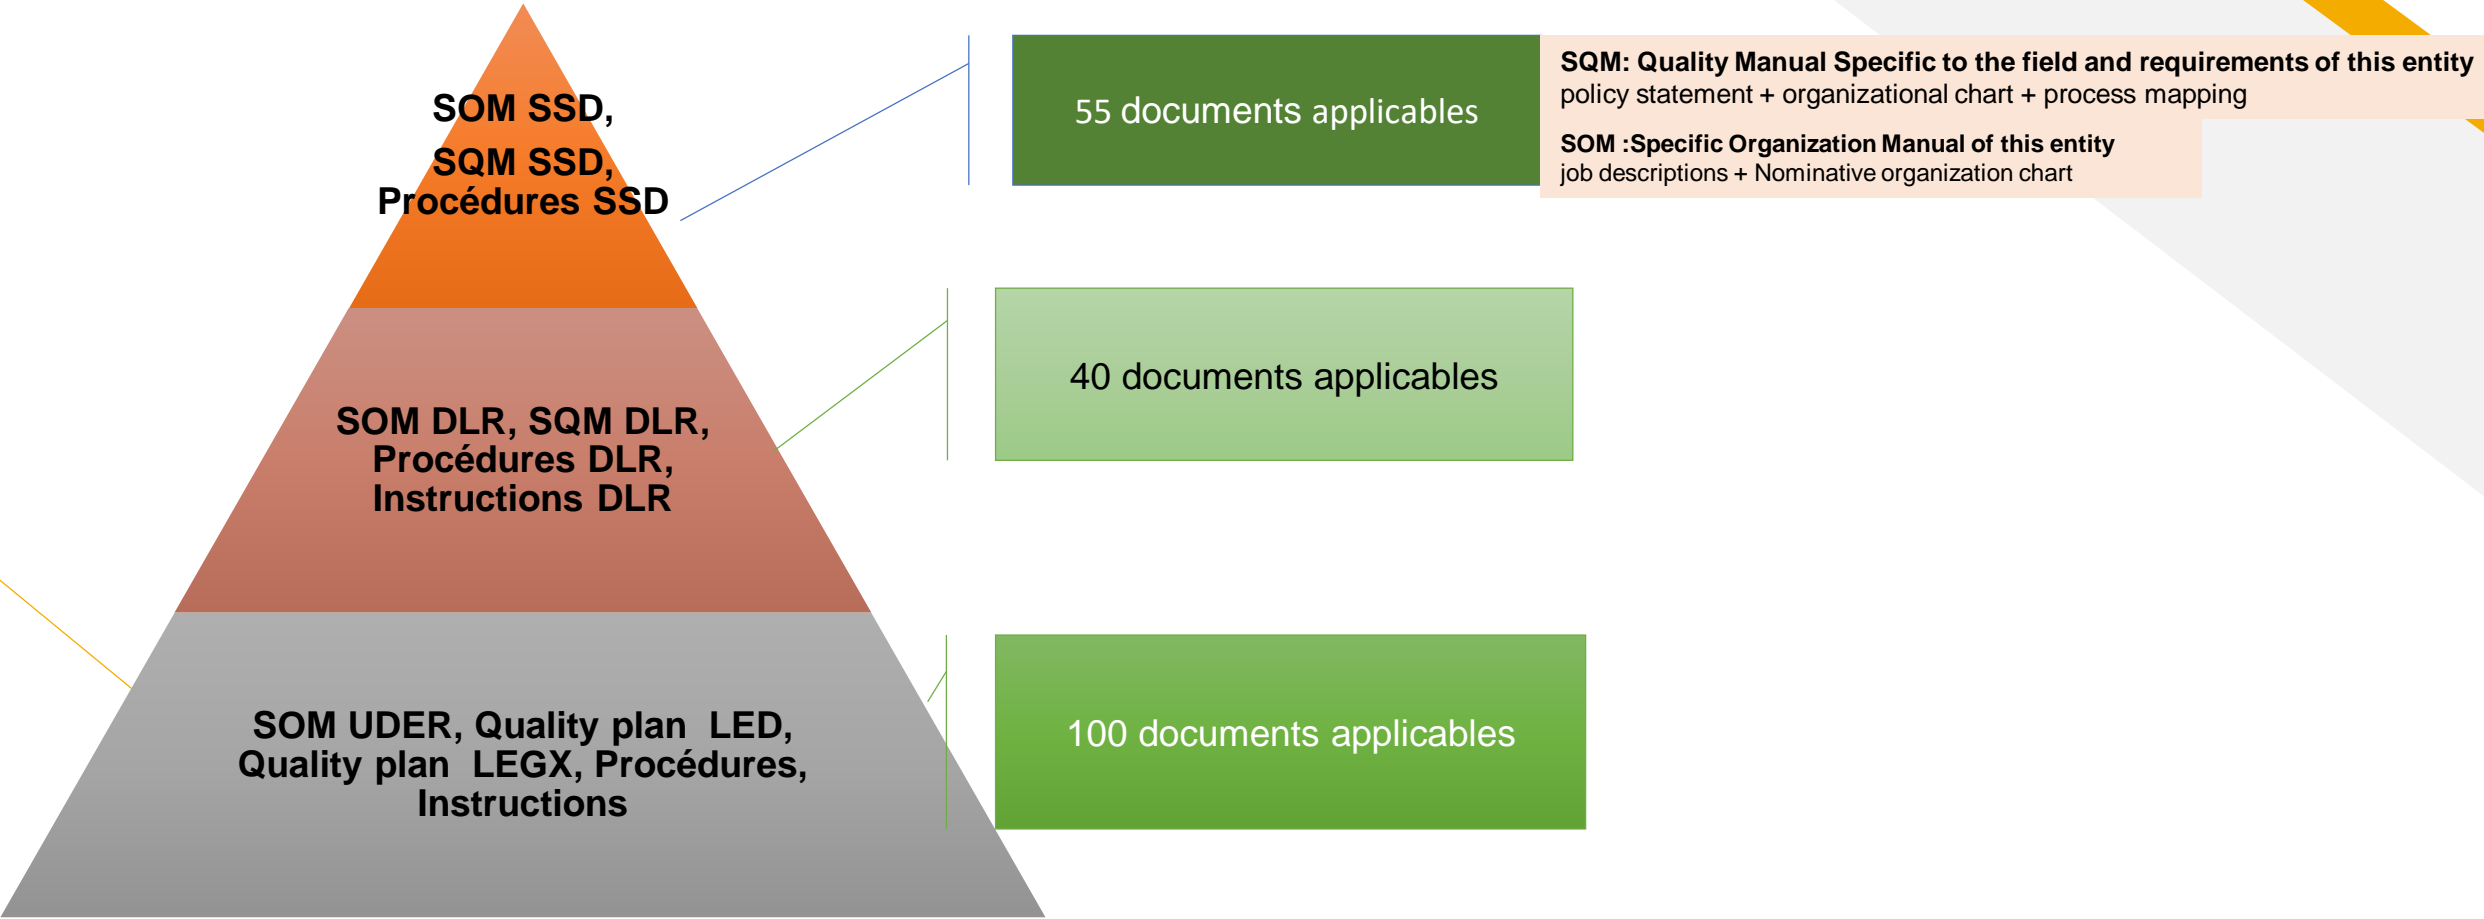 SOM SSD,
SQM SSD,
Procédures SSD
55 documents applicables
SQM: Quality Manual Specific to the field and requirements of this entity
policy statement + organizational chart + process mapping
SOM :Specific Organization Manual of this entity
job descriptions + Nominative organization chart
SOM DLR, SQM DLR,
Procédures DLR,
Instructions DLR
40 documents applicables
SOM UDER, Quality plan  LED,
Quality plan  LEGX, Procédures,
Instructions
100 documents applicables